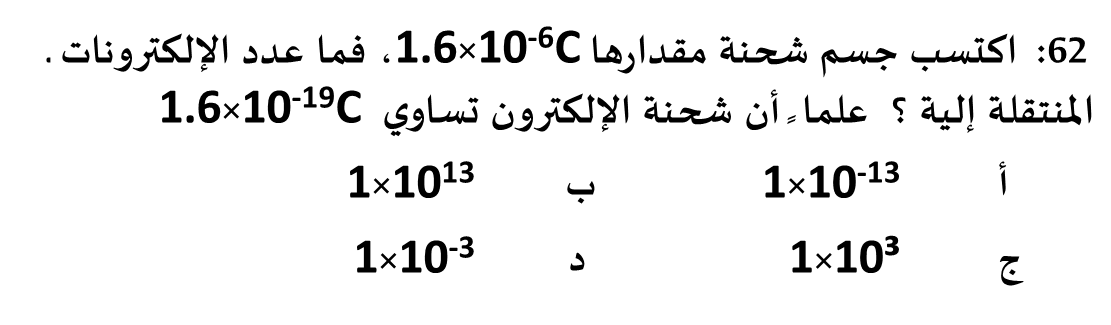 62: اكتسب جسم شحنة مقدارها 1.6×10⁻⁶C، فما عدد الإلكترونات .
المنتقلة إلية ؟ علماٍ أن شحنة الإلكترون تساوي 1.6×10⁻¹⁹C
أ 1×10⁻¹³ ب 1×10¹³
ج 1×10³ د 1×10⁻³